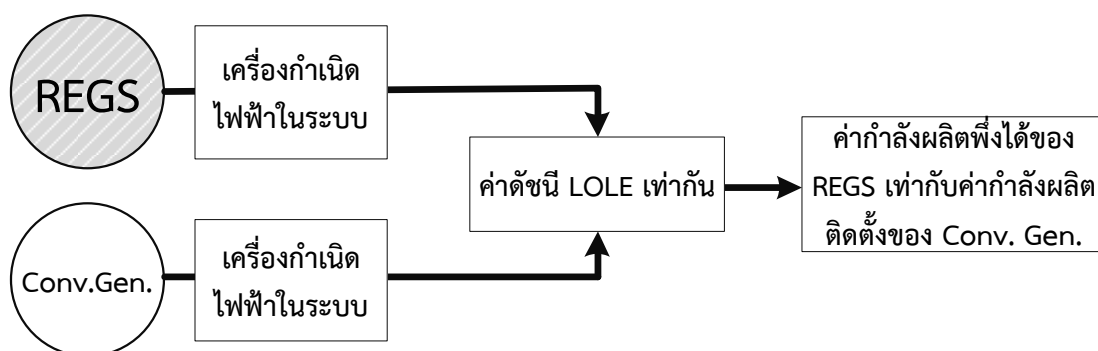 REGS
เครื่องกำเนิด
ไฟฟ้าในระบบ
ค่าดัชนี LOLE เท่ากัน
ค่ากำลังผลิตพึ่งได้ของ
REGS เท่ากับค่ากำลังผลิต
ติดตั้งของ Conv. Gen.
Conv.Gen.
เครื่องกำเนิด
ไฟฟ้าในระบบ